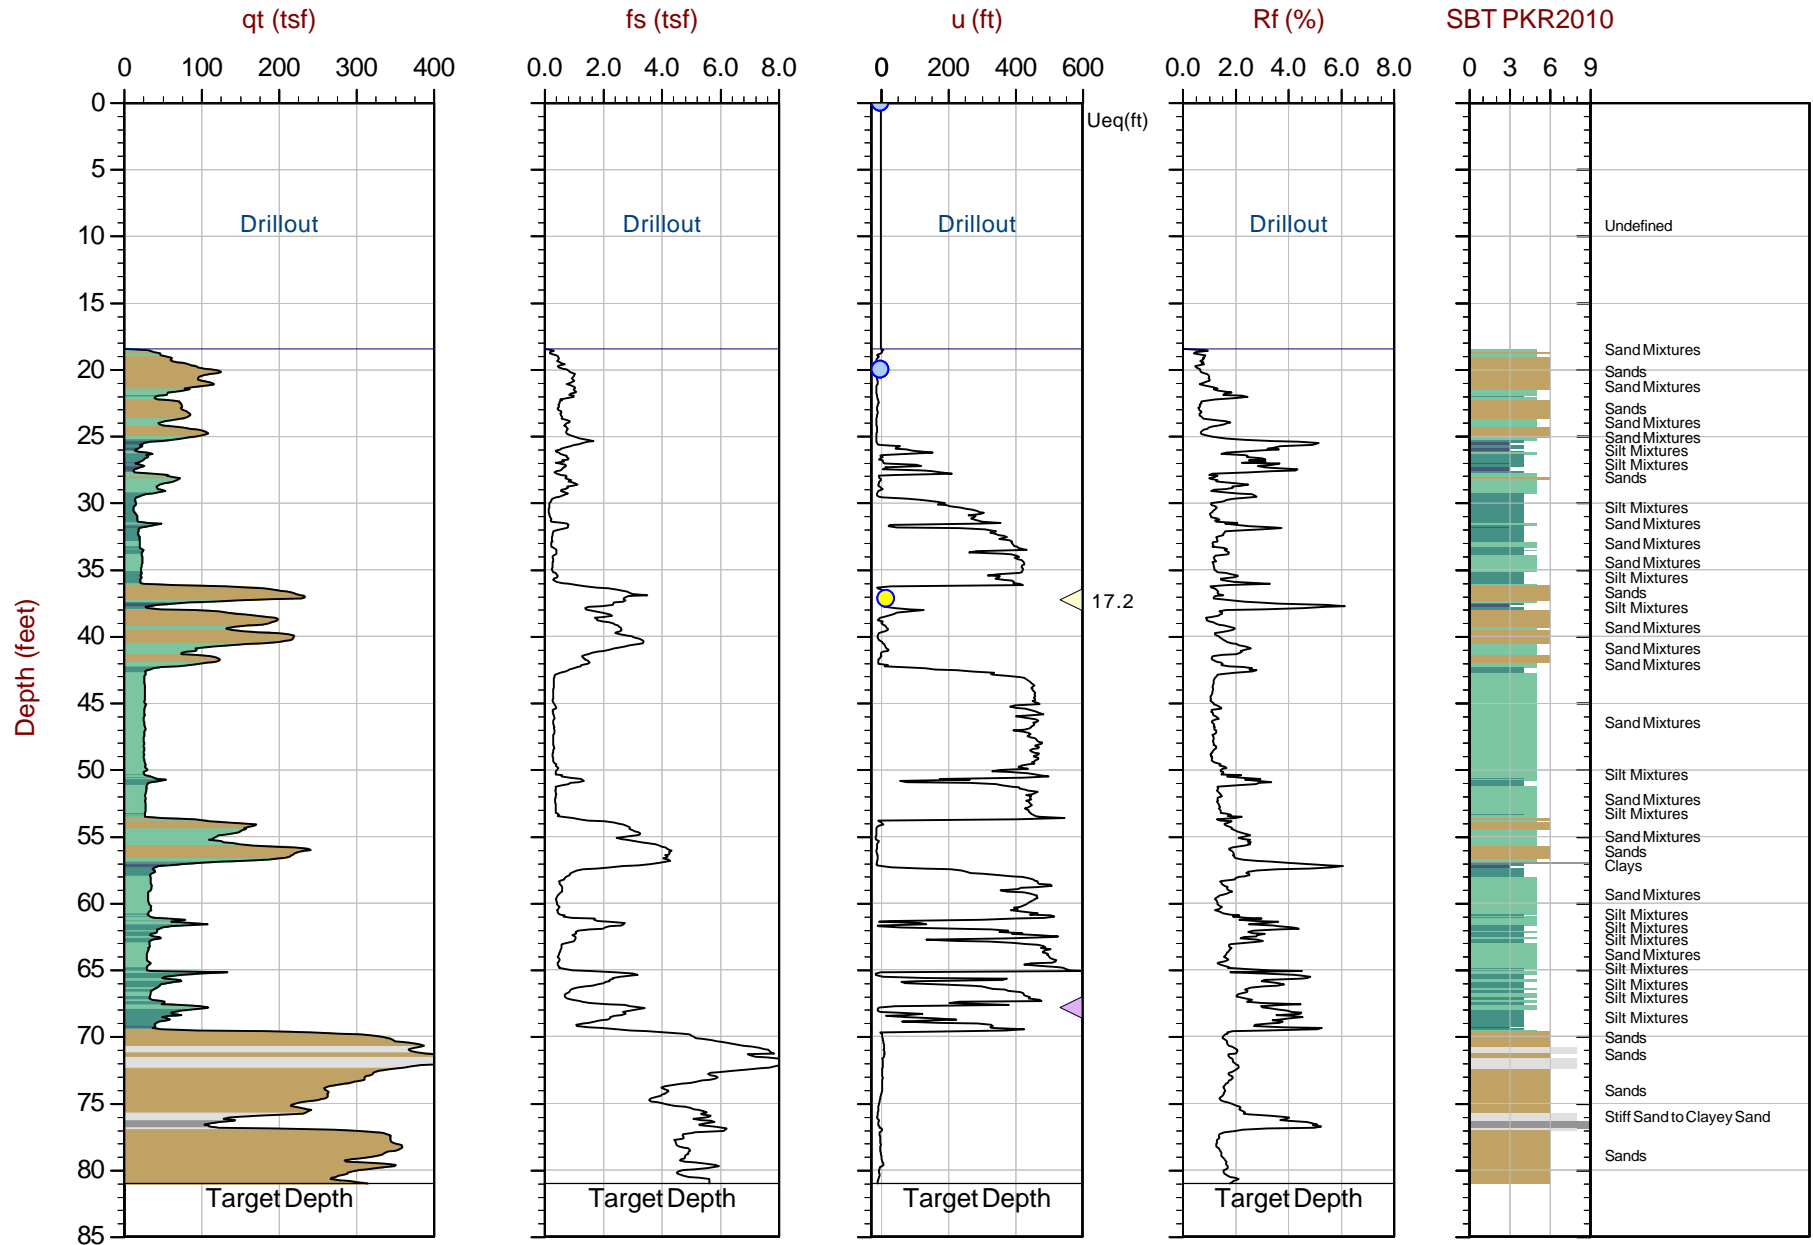 qt (tsf) fs (tsf) u (ft) Rf (%) SBT PKR2010
0 100 200 300 400 0.0 2.0 4.0 6.0 8.0 0 200 400 600 0.0 2.0 4.0 6.0 8.0 0 3 6 9
0
Ueq(ft)
5
Drillout Drillout Drillout Drillout Undefined
10
15
Sand Mixtures
20 Sands
Sand Mixtures
Sands
Sand Mixtures
25 Sand Mixtures
Silt Mixtures
Silt Mixtures
Sands
30 Silt Mixtures
Sand Mixtures
Sand Mixtures
Sand Mixtures
35 Silt Mixtures
Sands
17.2
Silt Mixtures
Sand Mixtures
40 Sand Mixtures
Sand Mixtures
Depth (feet)
45
Sand Mixtures
50 Silt Mixtures
Sand Mixtures
Silt Mixtures
55 Sand Mixtures
Sands
Clays
Sand Mixtures
60 Silt Mixtures
Silt Mixtures
Silt Mixtures
Sand Mixtures
65 Silt Mixtures
Silt Mixtures
Silt Mixtures
Silt Mixtures
70 Sands
Sands
Sands
75
Stiff Sand to Clayey Sand
Sands
80
Target Depth Target Depth Target Depth Target Depth
85